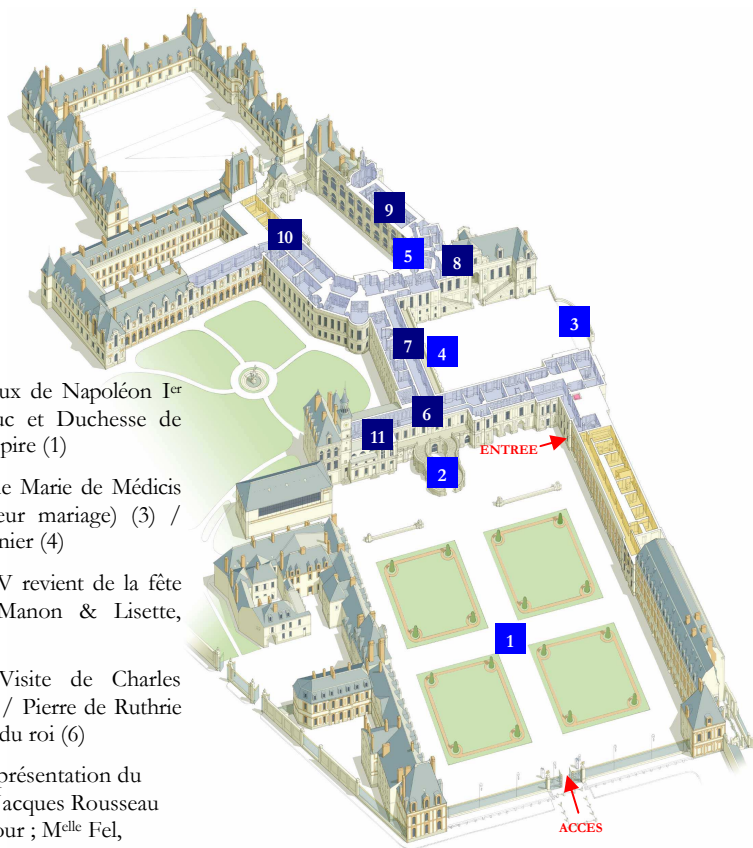 9
10
5
8
3
7
4
6
11
ENTREE
2
1
ACCES
ux de Napoléon Ier
uc et Duchesse de
pire (1)
e Marie de Médicis
eur mariage) (3) /
nier (4)
V revient de la fête
Manon & Lisette,
Visite de Charles
/ Pierre de Ruthrie
du roi (6)
présentation du
Jacques Rousseau
our ; Melle Fel,